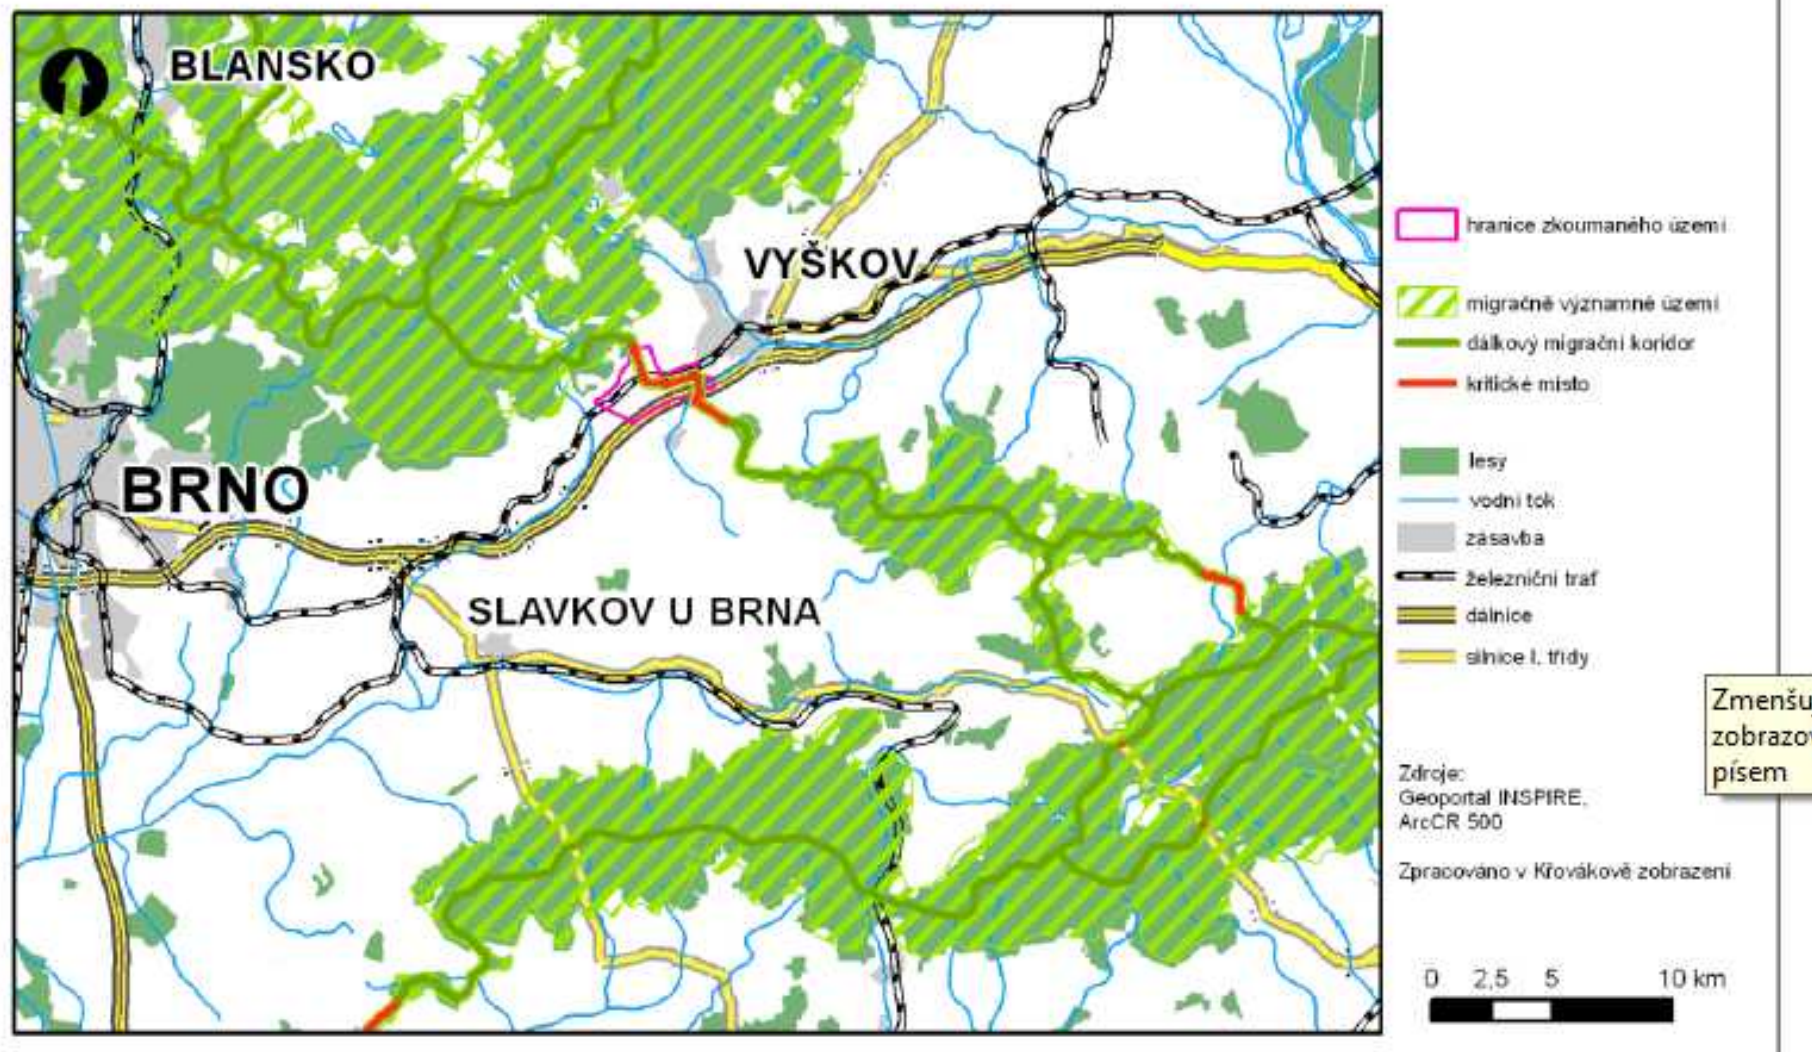 BLANSKO
VYŠKOV
BRNO
SLAVKOV U BRNA
hranice zkoumaného území
migračně významné území
dálkový migrační koridor
kritické místo
lesy
vodní tok
zásavba
železniční trať
dálnice
silnice I. třídy
Zmenšu
zobrazov
písem
Zdroje:
Geoportal INSPIRE,
ArcCR 500
Zpracováno v Křovákově zobrazení
0 2,5 5 10 km